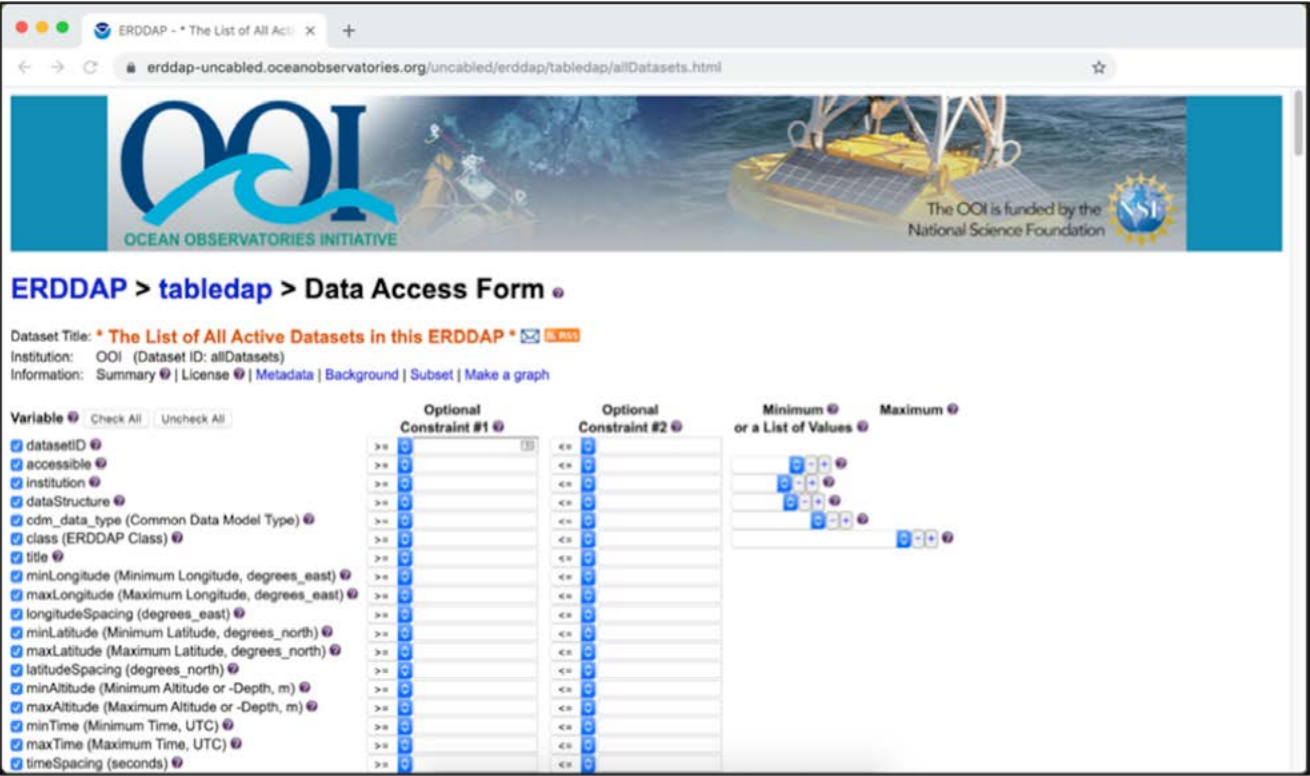 ERDDAP - * The List of All Acti
erddap-uncabled.oceanobservatories.org/uncabled/erddap/tabledap/allDatasets.html
OOI
OCEAN OBSERVATORIES INITIATIVE
The OOI is funded by the
National Science Foundation
NSF
ERDDAP > tabledap > Data Access Form
Dataset Title: * The List of All Active Datasets in this ERDDAP * RSS
Institution: OOI (Dataset ID: allDatasets)
Information: Summary | License | Metadata | Background | Subset | Make a graph
Variable Check All Uncheck All Optional Constraint #1 Optional Constraint #2 Minimum or a List of Values Maximum
datasetID >= <=
accessible >= <= - +
institution >= <= - +
dataStructure >= <= - +
cdm_data_type (Common Data Model Type) >= <= - +
class (ERDDAP Class) >= <= - +
title >= <=
minLongitude (Minimum Longitude, degrees_east) >= <=
maxLongitude (Maximum Longitude, degrees_east) >= <=
longitudeSpacing (degrees_east) >= <=
minLatitude (Minimum Latitude, degrees_north) >= <=
maxLatitude (Maximum Latitude, degrees_north) >= <=
latitudeSpacing (degrees_north) >= <=
minAltitude (Minimum Altitude or -Depth, m) >= <=
maxAltitude (Maximum Altitude or -Depth, m) >= <=
minTime (Minimum Time, UTC) >= <=
maxTime (Maximum Time, UTC) >= <=
timeSpacing (seconds) >= <=